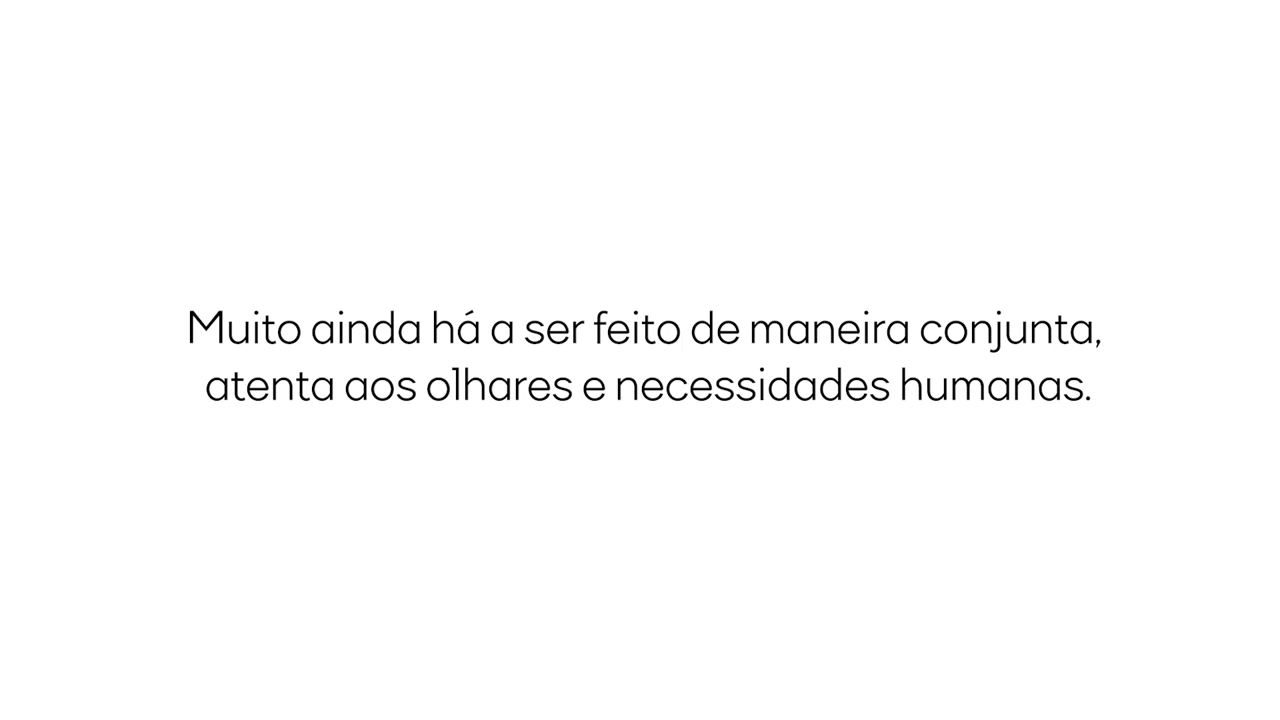 Muito ainda há a ser feito de maneira conjunta,
atenta aos olhares e necessidades humanas.